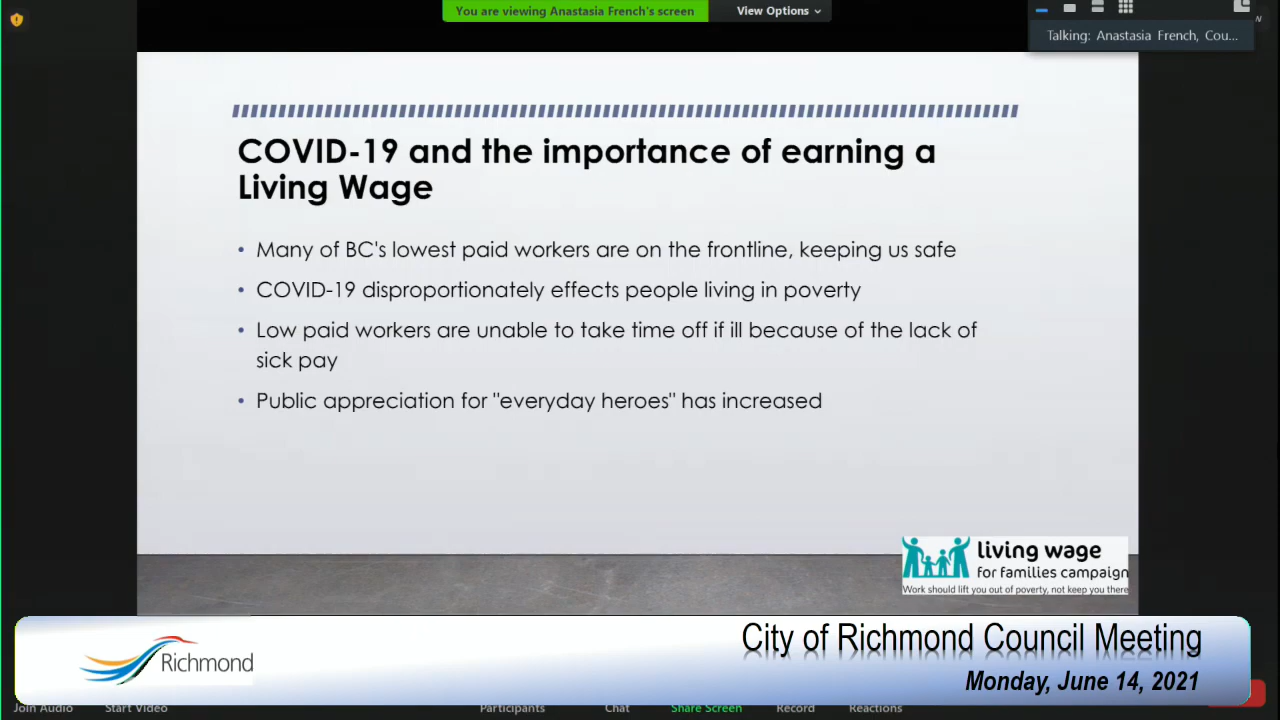 You are viewing Anastasia French's screen
View Options
Talking: Anastasia French, Cou...
COVID-19 and the importance of earning a
Living Wage
• Many of BC's lowest paid workers are on the frontline, keeping us safe
• COVID-19 disproportionately effects people living in poverty
• Low paid workers are unable to take time off if ill because of the lack of
sick pay
• Public appreciation for "everyday heroes" has increased
living wage
for families campaign
Work should lift you out of poverty, not keep you there
Richmond
City of Richmond Council Meeting
Monday, June 14, 2021
Join Audio
Start Video
Participants
Chat
Share Screen
Record
Reactions